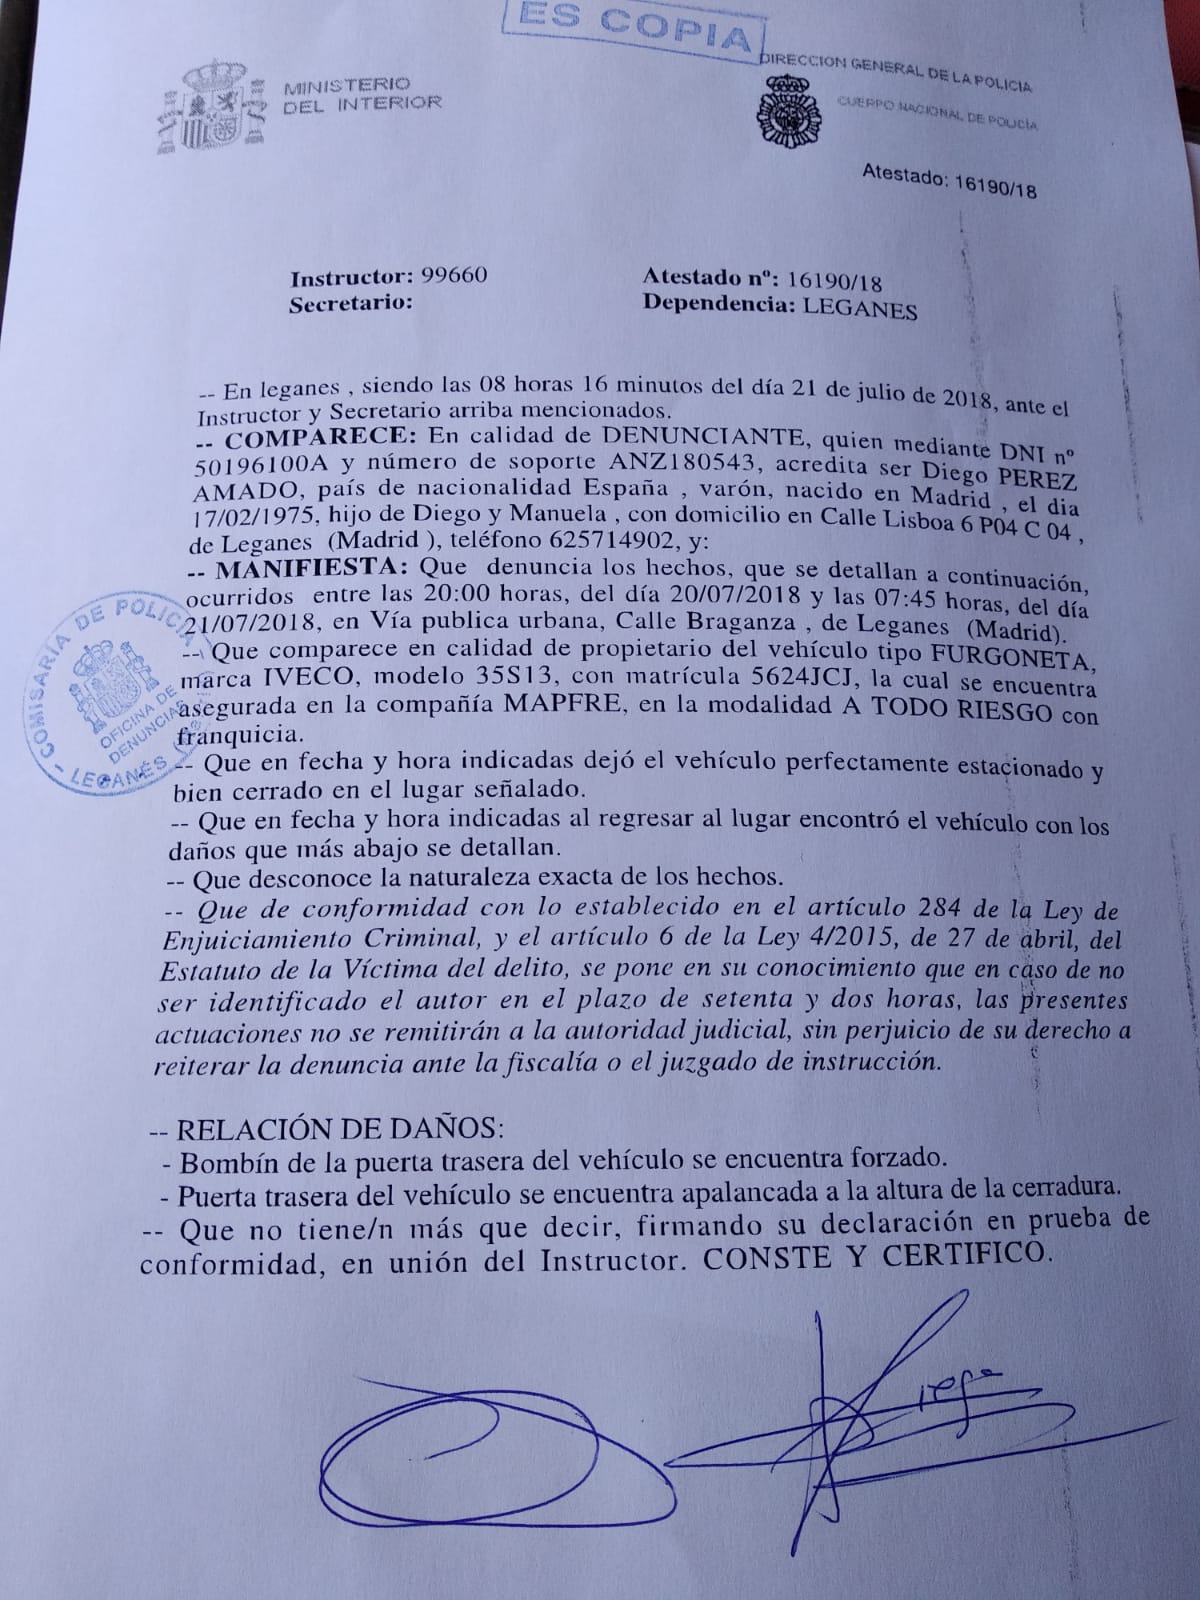 ES COPIA
MINISTERIO
DEL INTERIOR
DIRECCION GENERAL DE LA POLICIA
CUERPO NACIONAL DE POLICÍA
Atestado: 16190/18
Instructor: 99660
Secretario:
Atestado nº: 16190/18
Dependencia: LEGANES
-- En leganes , siendo las 08 horas 16 minutos del día 21 de julio de 2018, ante el
Instructor y Secretario arriba mencionados.
-- COMPARECE: En calidad de DENUNCIANTE, quien mediante DNI nº
50196100A y número de soporte ANZ180543, acredita ser Diego PEREZ
AMADO, país de nacionalidad España , varón, nacido en Madrid , el dia
17/02/1975, hijo de Diego y Manuela , con domicilio en Calle Lisboa 6 P04 C 04 ,
de Leganes (Madrid ), teléfono 625714902, y:
-- MANIFIESTA: Que denuncia los hechos, que se detallan a continuación,
ocurridos entre las 20:00 horas, del día 20/07/2018 y las 07:45 horas, del día
21/07/2018, en Vía publica urbana, Calle Braganza , de Leganes (Madrid).
-- Que comparece en calidad de propietario del vehículo tipo FURGONETA,
marca IVECO, modelo 35S13, con matrícula 5624JCJ, la cual se encuentra
asegurada en la compañía MAPFRE, en la modalidad A TODO RIESGO con
franquicia.
-- Que en fecha y hora indicadas dejó el vehículo perfectamente estacionado y
bien cerrado en el lugar señalado.
-- Que en fecha y hora indicadas al regresar al lugar encontró el vehículo con los
daños que más abajo se detallan.
-- Que desconoce la naturaleza exacta de los hechos.
-- Que de conformidad con lo establecido en el artículo 284 de la Ley de
Enjuiciamiento Criminal, y el artículo 6 de la Ley 4/2015, de 27 de abril, del
Estatuto de la Víctima del delito, se pone en su conocimiento que en caso de no
ser identificado el autor en el plazo de setenta y dos horas, las presentes
actuaciones no se remitirán a la autoridad judicial, sin perjuicio de su derecho a
reiterar la denuncia ante la fiscalía o el juzgado de instrucción.
COMISARÍA DE POLICIA
OFICINA DE
DENUNCIAS
- LEGANÉS
-- RELACIÓN DE DAÑOS:
- Bombín de la puerta trasera del vehículo se encuentra forzado.
- Puerta trasera del vehículo se encuentra apalancada a la altura de la cerradura.
-- Que no tiene/n más que decir, firmando su declaración en prueba de
conformidad, en unión del Instructor. CONSTE Y CERTIFICO.